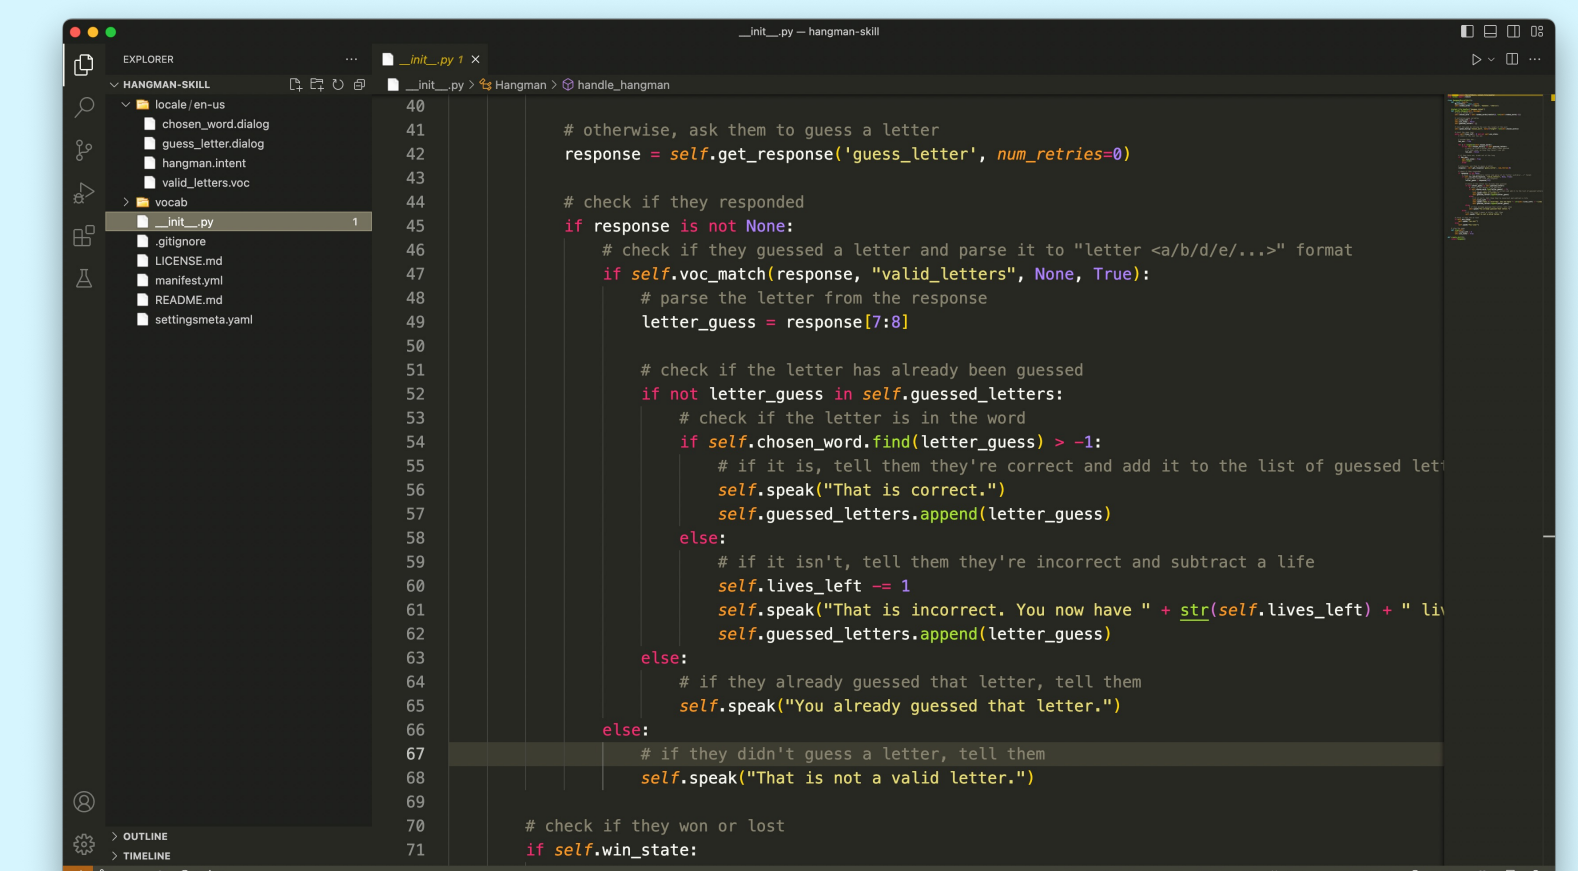 __init__.py — hangman-skill
EXPLORER
__init__.py 1
HANGMAN-SKILL
__init__.py > Hangman > handle_hangman
locale/en-us
chosen_word.dialog
guess_letter.dialog
hangman.intent
valid_letters.voc
vocab
__init__.py 1
.gitignore
LICENSE.md
manifest.yml
README.md
settingsmeta.yaml
OUTLINE
TIMELINE
40
41 # otherwise, ask them to guess a letter
42 response = self.get_response('guess_letter', num_retries=0)
43
44 # check if they responded
45 if response is not None:
46 # check if they guessed a letter and parse it to "letter <a/b/d/e/...>" format
47 if self.voc_match(response, "valid_letters", None, True):
48 # parse the letter from the response
49 letter_guess = response[7:8]
50
51 # check if the letter has already been guessed
52 if not letter_guess in self.guessed_letters:
53 # check if the letter is in the word
54 if self.chosen_word.find(letter_guess) > -1:
55 # if it is, tell them they're correct and add it to the list of guessed lett
56 self.speak("That is correct.")
57 self.guessed_letters.append(letter_guess)
58 else:
59 # if it isn't, tell them they're incorrect and subtract a life
60 self.lives_left -= 1
61 self.speak("That is incorrect. You now have " + str(self.lives_left) + " liv
62 self.guessed_letters.append(letter_guess)
63 else:
64 # if they already guessed that letter, tell them
65 self.speak("You already guessed that letter.")
66 else:
67 # if they didn't guess a letter, tell them
68 self.speak("That is not a valid letter.")
69
70 # check if they won or lost
71 if self.win_state: